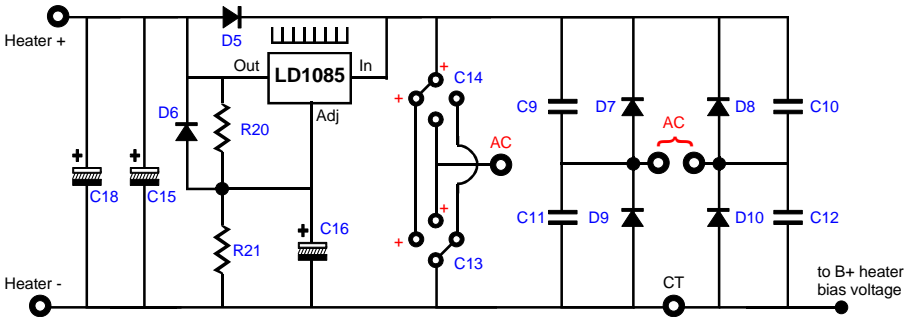 Heater +
D5
Out
LD1085
In
Adj
D6
R20
+
C18
+
C15
R21
+
C16
+
+
C14
AC
+
+
C13
C9
D7
AC
D8
C10
C11
D9
D10
C12
Heater -
CT
to B+ heater
bias voltage